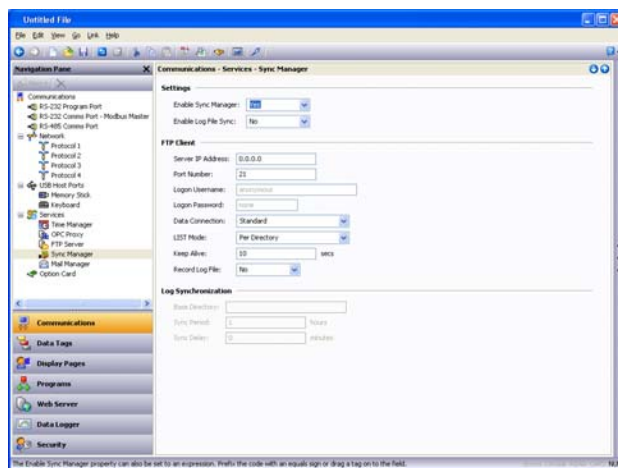 Untitled File
File Edit View Go Link Help
Navigation Pane
Communications - Services - Sync Manager
Communications
RS-232 Program Port
RS-232 Comms Port - Modbus Master
RS-485 Comms Port
Network
Protocol 1
Protocol 2
Protocol 3
Protocol 4
USB Host Ports
Memory Stick
Keyboard
Services
Time Manager
OPC Proxy
FTP Server
Sync Manager
Mail Manager
Option Card
Communications
Data Tags
Display Pages
Programs
Web Server
Data Logger
Security
Settings
Enable Sync Manager: Yes
Enable Log File Sync: No
FTP Client
Server IP Address: 0.0.0.0
Port Number: 21
Logon Username: anonymous
Logon Password: none
Data Connection: Standard
LIST Mode: Per Directory
Keep Alive: 10 secs
Record Log File: No
Log Synchronization
Base Directory:
Sync Period: 1 hours
Sync Delay: 0 minutes
The Enable Sync Manager property can also be set to an expression. Prefix the code with an equals sign or drag a tag on to the field.